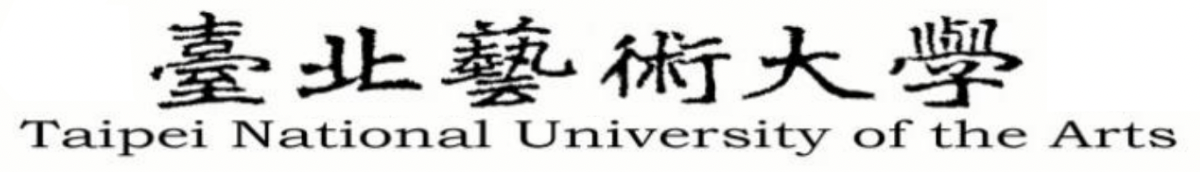 臺北藝術大學
Taipei National University of the Arts